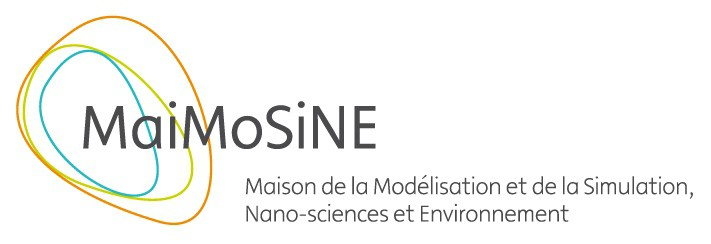 MaiMoSiNE
Maison de la Modélisation et de la Simulation,
Nano-sciences et Environnement